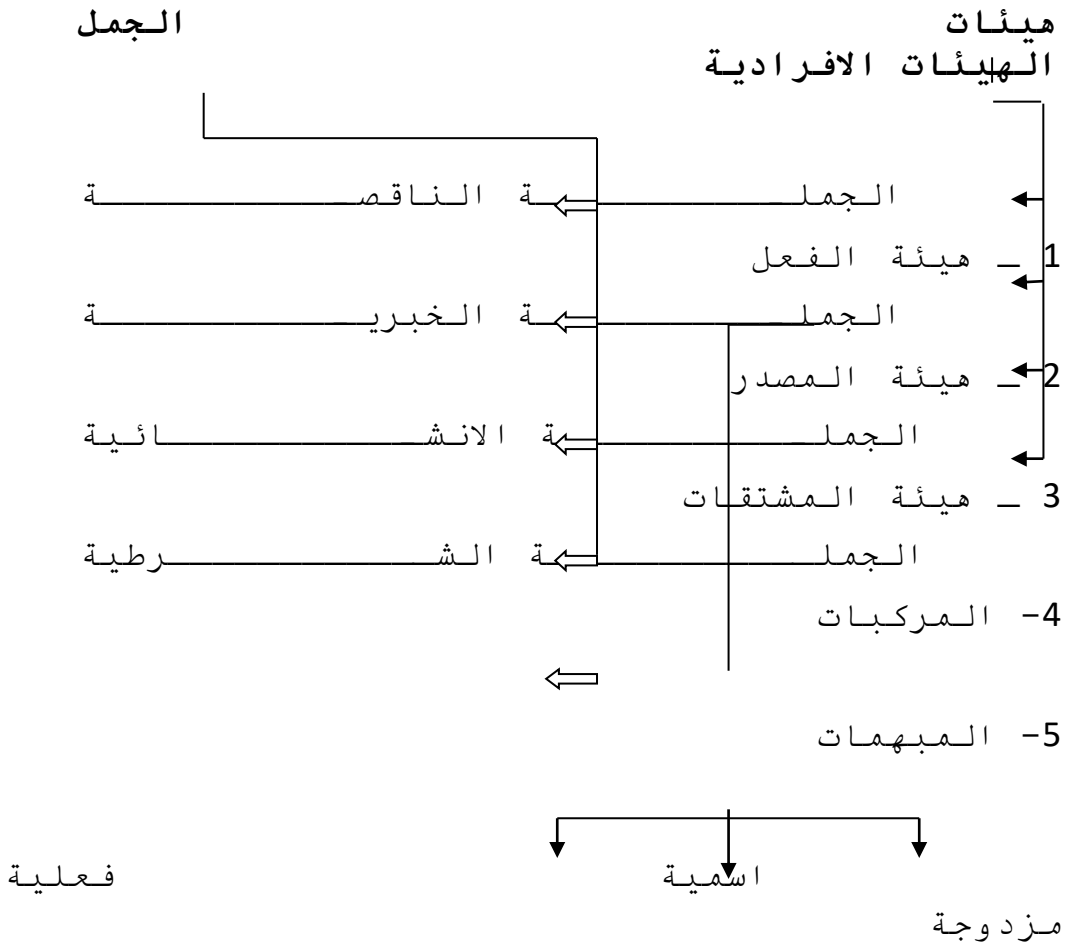 هيئات الجمل
الهيئات الافرادية
الجملة الناقصة
1 – هيئة الفعل
الجملة الخبرية
2 – هيئة المصدر
الجملة الانشائية
3 – هيئة المشتقات
الجملة الشرطية
4- المركبات
5- المبهمات
اسمية فعلية
مزدوجة